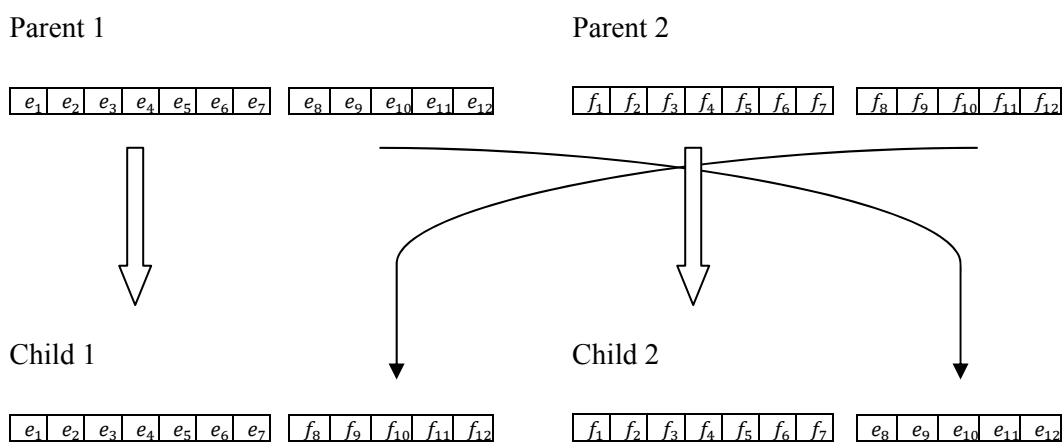 Parent 1 Parent 2
e₁ e₂ e₃ e₄ e₅ e₆ e₇ e₈ e₉ e₁₀ e₁₁ e₁₂ f₁ f₂ f₃ f₄ f₅ f₆ f₇ f₈ f₉ f₁₀ f₁₁ f₁₂
Child 1 Child 2
e₁ e₂ e₃ e₄ e₅ e₆ e₇ f₈ f₉ f₁₀ f₁₁ f₁₂ f₁ f₂ f₃ f₄ f₅ f₆ f₇ e₈ e₉ e₁₀ e₁₁ e₁₂